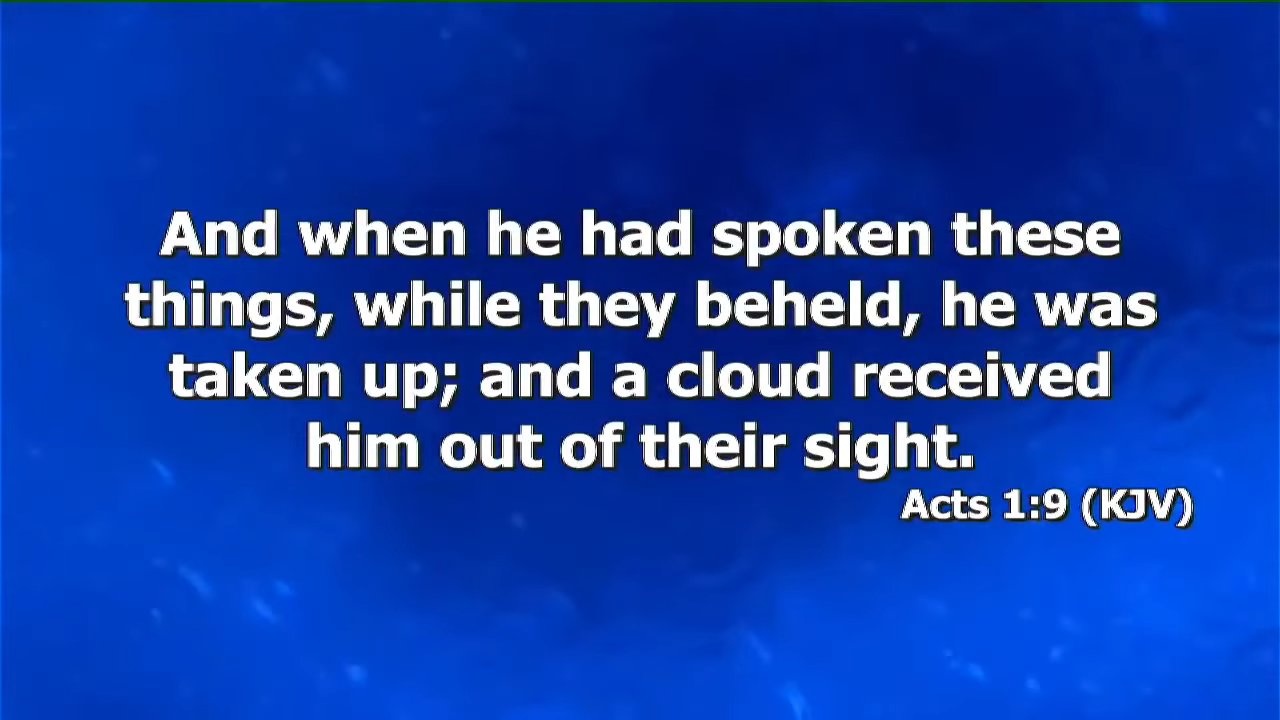 And when he had spoken these
things, while they beheld, he was
taken up; and a cloud received
him out of their sight.
Acts 1:9 (KJV)